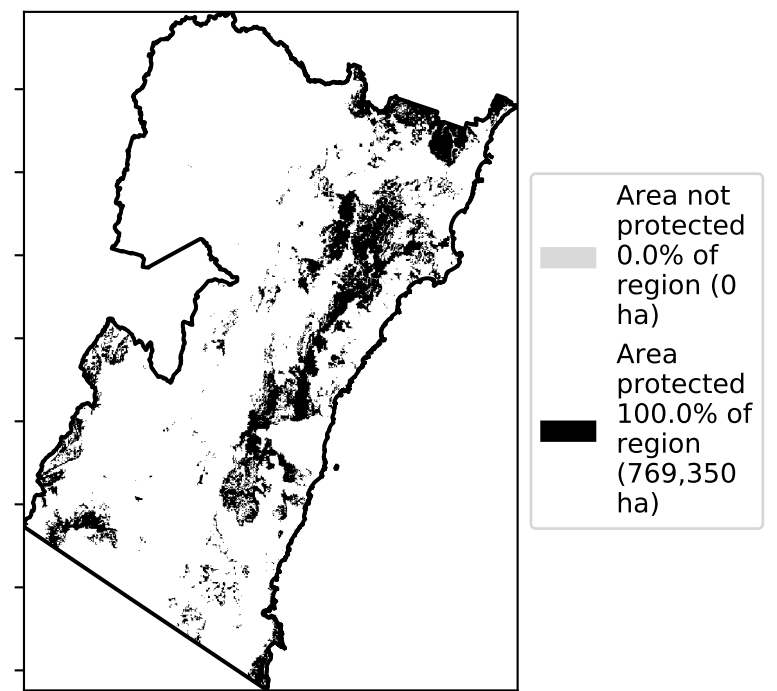 Area not
protected
0.0% of
region (0
ha)
Area
protected
100.0% of
region
(769,350
ha)